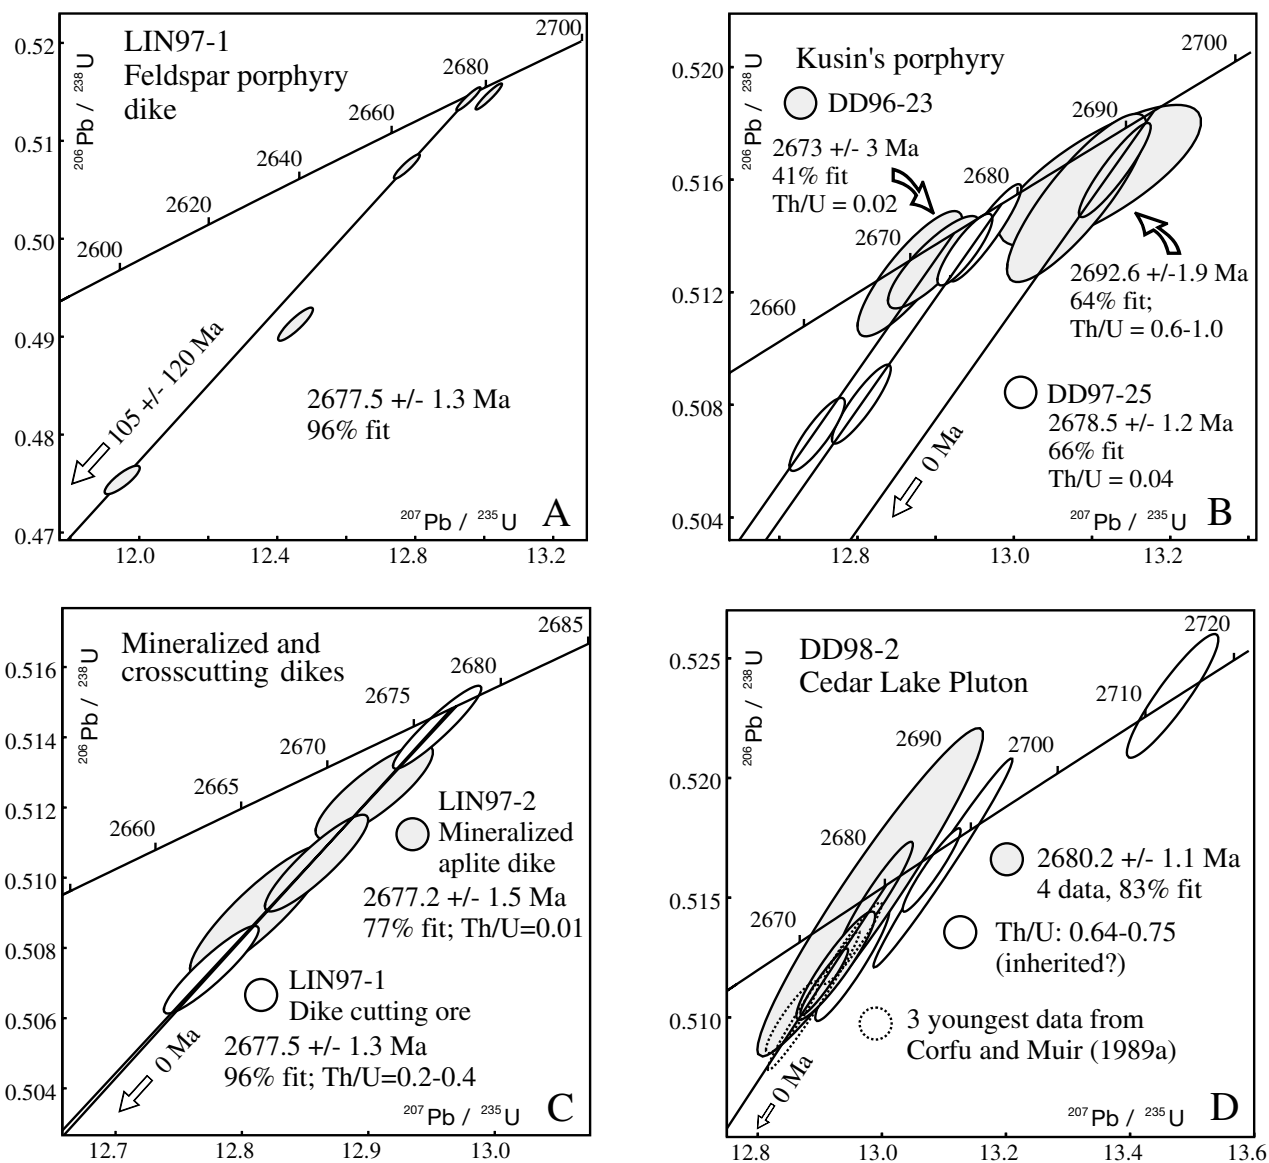 LIN97-1
Feldspar porphyry
dike
206Pb / 238U
0.52
0.51
0.50
0.49
0.48
0.47
2600
2620
2640
2660
2680
2700
105 +/- 120 Ma
2677.5 +/- 1.3 Ma
96% fit
207Pb / 235U
A
12.0
12.4
12.8
13.2
Kusin's porphyry
DD96-23
2673 +/- 3 Ma
41% fit
Th/U = 0.02
206Pb / 238U
0.520
0.516
0.512
0.508
0.504
2660
2670
2680
2690
2700
2692.6 +/-1.9 Ma
64% fit;
Th/U = 0.6-1.0
DD97-25
2678.5 +/- 1.2 Ma
66% fit
Th/U = 0.04
0 Ma
207Pb / 235U
B
12.8
13.0
13.2
Mineralized and
crosscutting dikes
206Pb / 238U
0.516
0.514
0.512
0.510
0.508
0.506
0.504
2660
2665
2670
2675
2680
2685
LIN97-2
Mineralized
aplite dike
2677.2 +/- 1.5 Ma
77% fit; Th/U=0.01
LIN97-1
Dike cutting ore
2677.5 +/- 1.3 Ma
96% fit; Th/U=0.2-0.4
0 Ma
207Pb / 235U
C
12.7
12.8
12.9
13.0
DD98-2
Cedar Lake Pluton
206Pb / 238U
0.525
0.520
0.515
0.510
2670
2680
2690
2700
2710
2720
2680.2 +/- 1.1 Ma
4 data, 83% fit
Th/U: 0.64-0.75
(inherited?)
3 youngest data from
Corfu and Muir (1989a)
0 Ma
207Pb / 235U
D
12.8
13.0
13.2
13.4
13.6